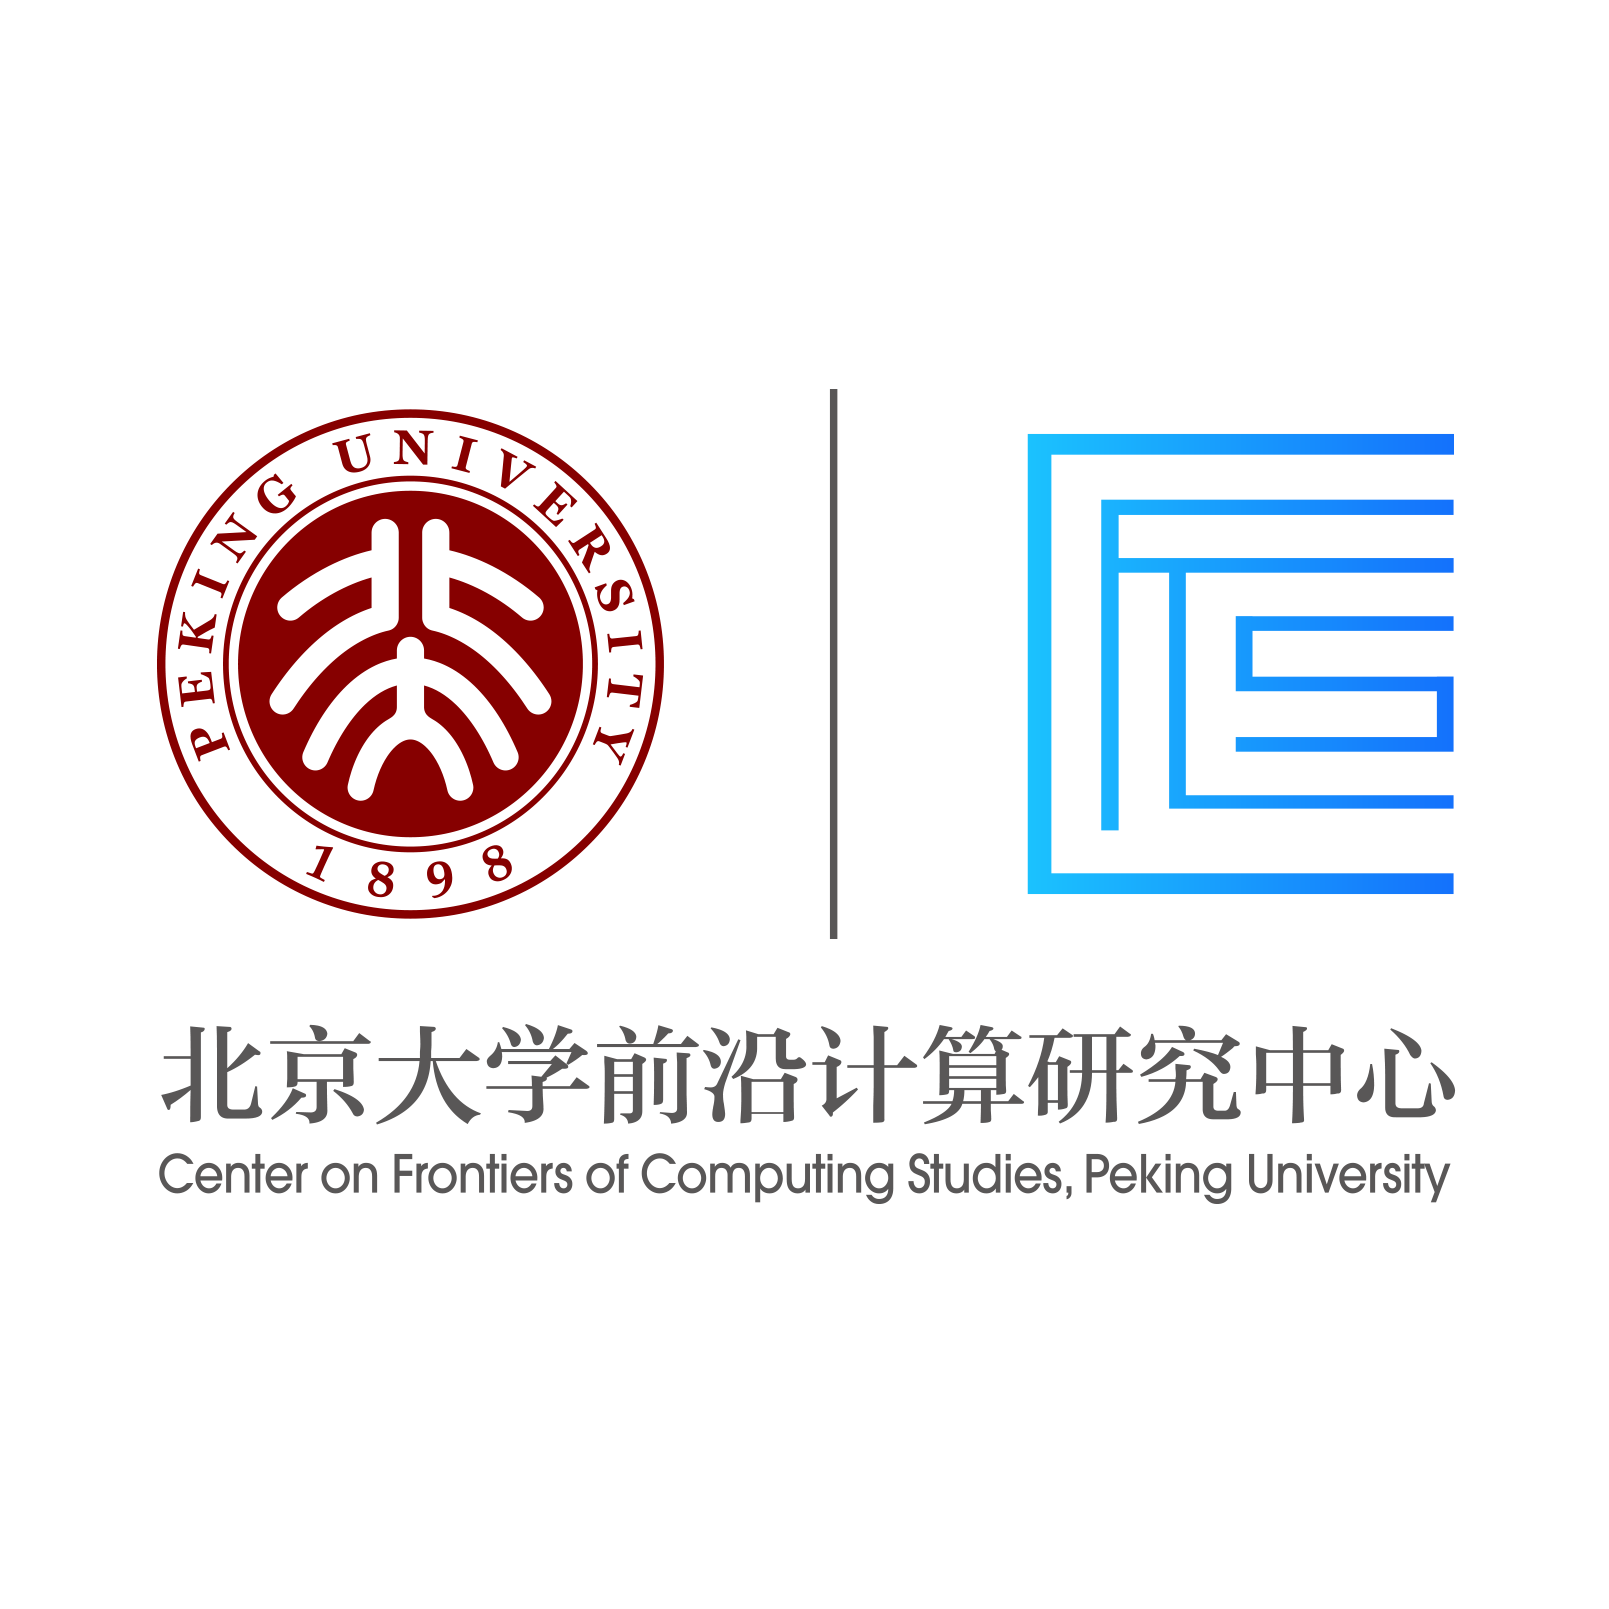 PEKING UNIVERSITY
1898
北京大学前沿计算研究中心
Center on Frontiers of Computing Studies, Peking University